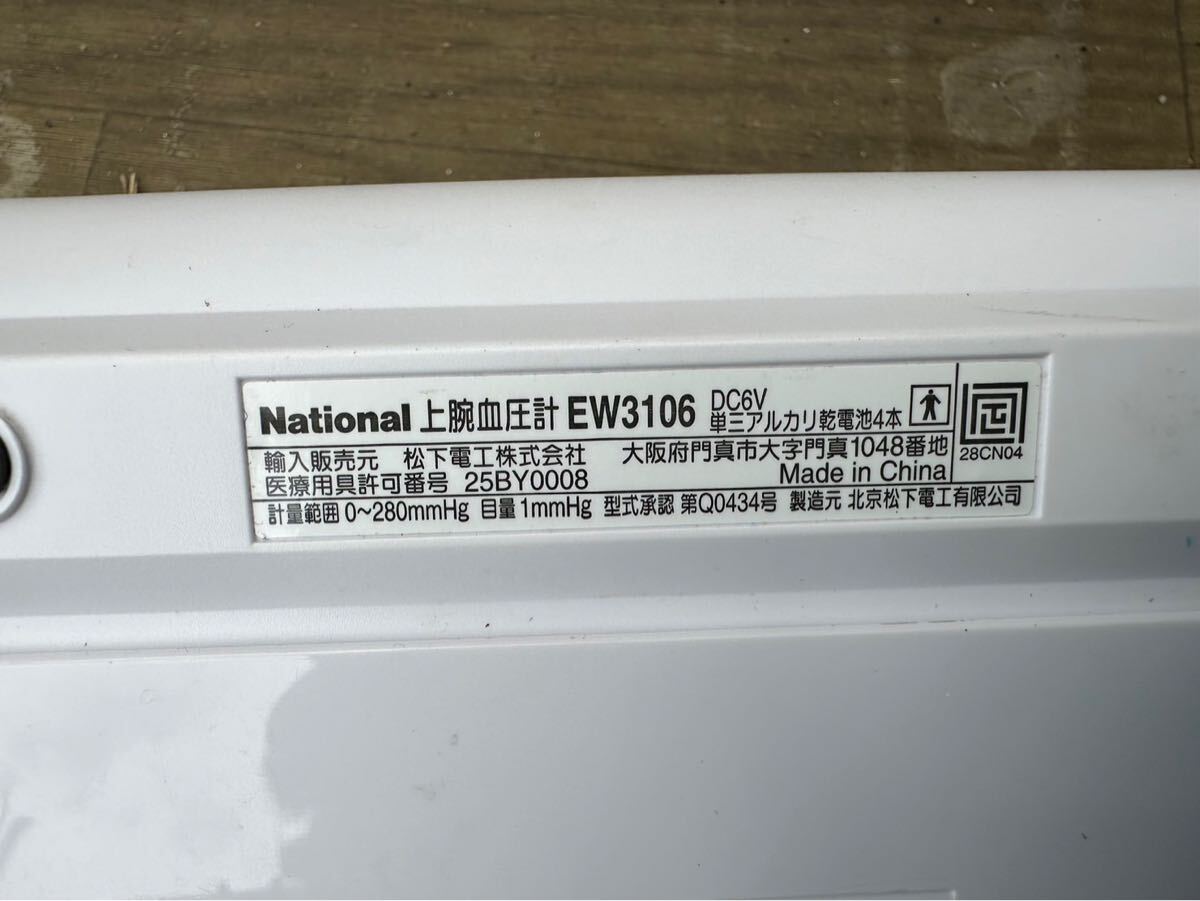 National 上腕血圧計 EW3106 DC6V
単三アルカリ乾電池4本
輸入販売元 松下電工株式会社 大阪府門真市大字門真1048番地
医療用具許可番号 25BY0008 Made in China
計量範囲 0～280mmHg 目量1mmHg 型式承認 第Q0434号 製造元 北京松下電工有限公司
28CN04